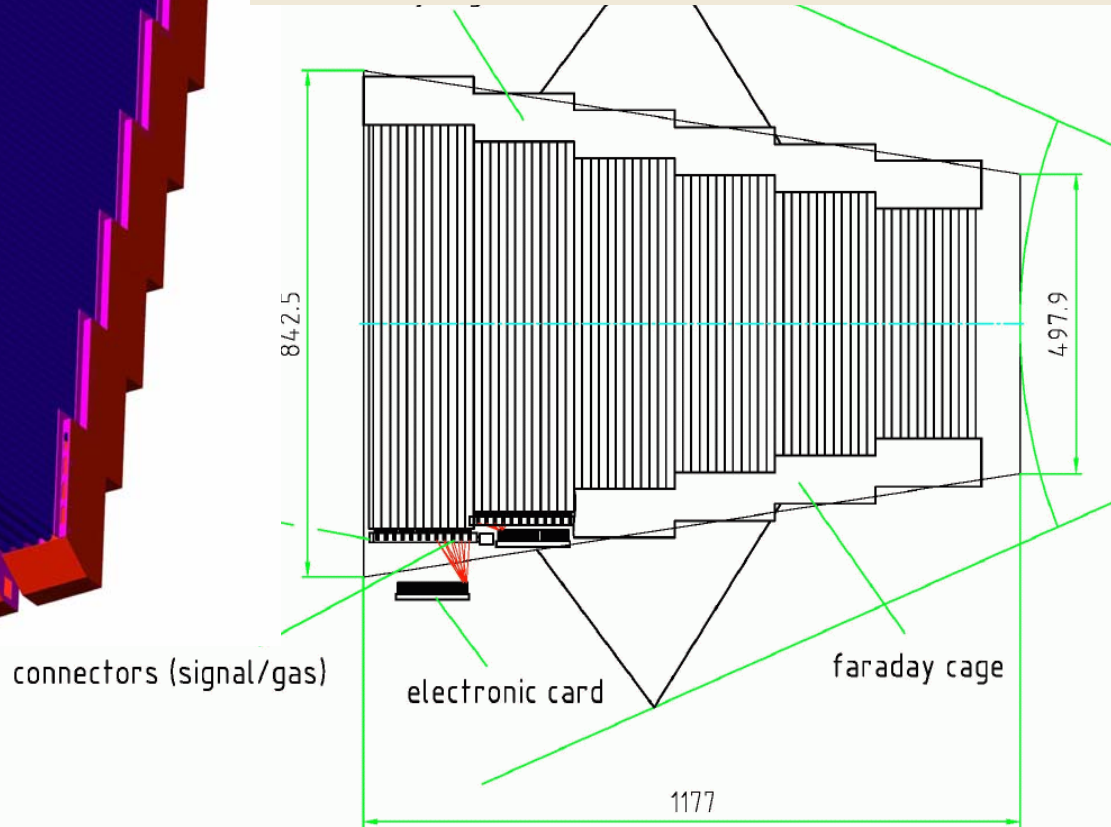 842.5
497.9
connectors (signal/gas)
electronic card
faraday cage
1177